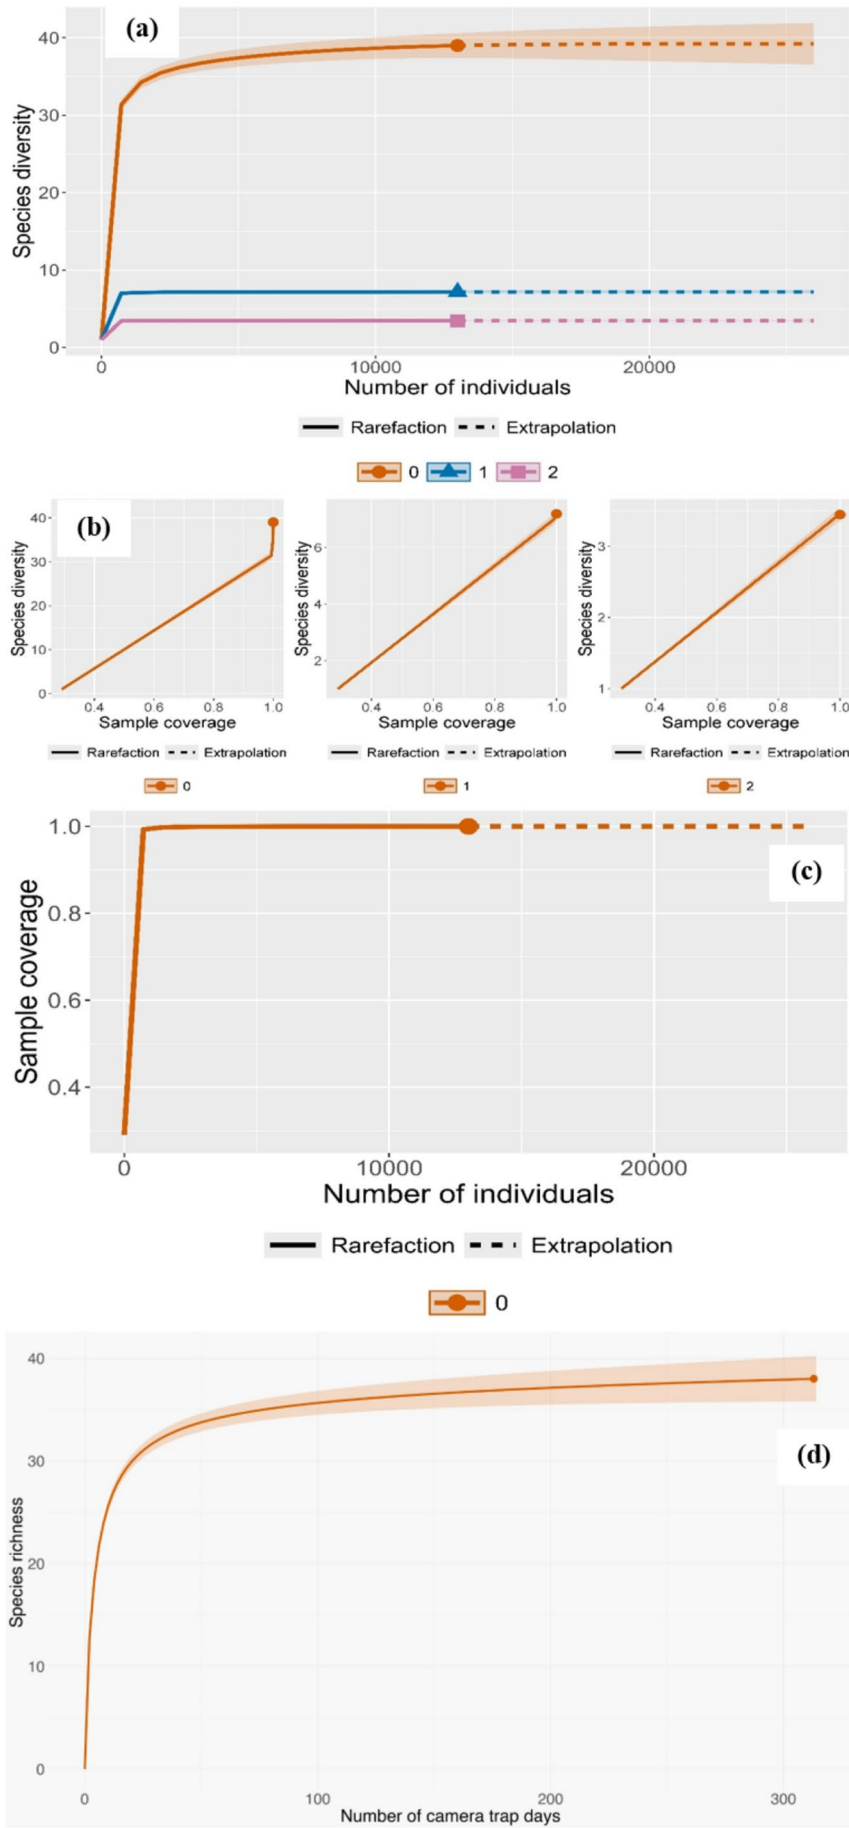 (a)
40
30
20
10
0
Species diversity
0 10000 20000
Number of individuals
Rarefaction Extrapolation
0 1 2
(b)
40
30
20
10
0
Species diversity
0.4 0.6 0.8 1.0
Sample coverage
Rarefaction Extrapolation
0
6
4
2
Species diversity
0.4 0.6 0.8 1.0
Sample coverage
Rarefaction Extrapolation
1
3
2
1
Species diversity
0.4 0.6 0.8 1.0
Sample coverage
Rarefaction Extrapolation
2
(c)
1.0
0.8
0.6
0.4
Sample coverage
0 10000 20000
Number of individuals
Rarefaction Extrapolation
0
(d)
40
30
20
10
0
Species richness
0 100 200 300
Number of camera trap days